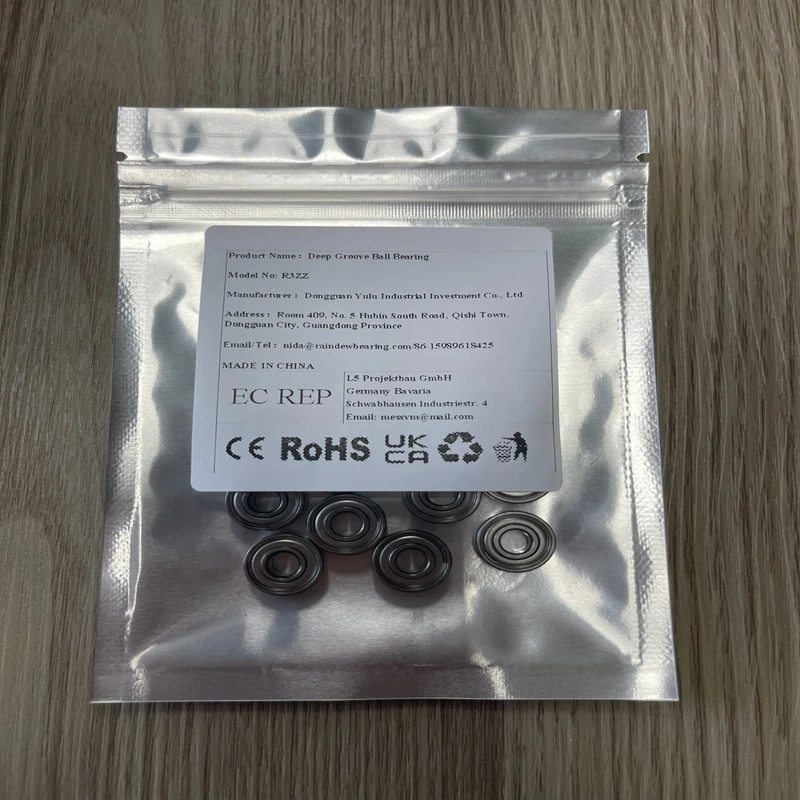 Product Name: Deep Groove Ball Bearing
Model No: R3ZZ
Manufacturer: Dongguan Yulu Industrial Investment Co., Ltd
Address: Room 409, No. 5 Hubin South Road, Qishi Town,
Dongguan City, Guangdong Province
Email/Tel: nida@raindewbearing.com/86-15989618425
MADE IN CHINA
EC REP
L5 Projektbau GmbH
Germany Bavaria
Schwabhausen Industriestr. 4
Email: messvm@mail.com
CE RoHS UK
CA